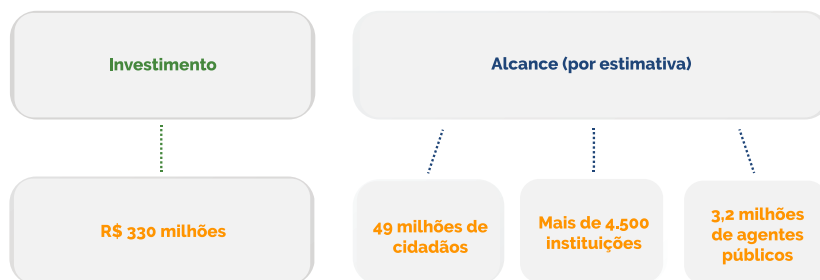 Investimento
Alcance (por estimativa)
R$ 330 milhões
49 milhões de
cidadãos
Mais de 4.500
instituições
3,2 milhões
de agentes
públicos